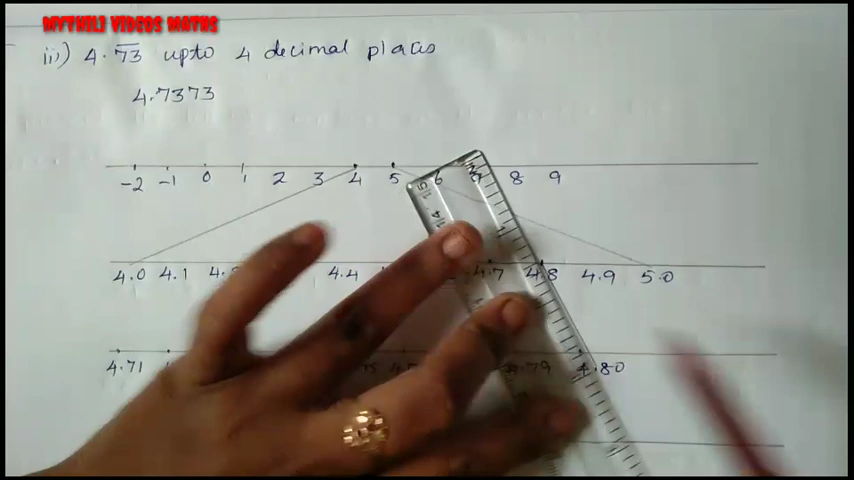 MYTHILI VIDEOS MATHS
iii) 4.7̅3̅ upto 4 decimal places
4.7373
-2 -1 0 1 2 3 4 5 6 8 9
4.0 4.1 4.4 4.7 4.8 4.9 5.0
4.71 4.79 4.80